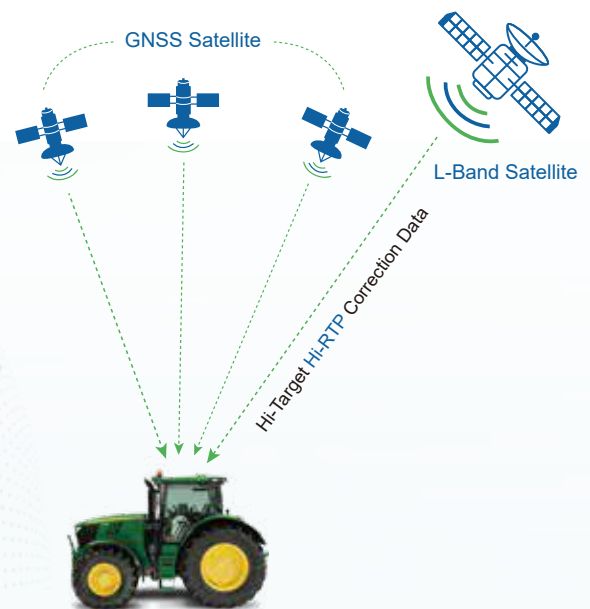 GNSS Satellite
L-Band Satellite
Hi-Target Hi-RTP Correction Data